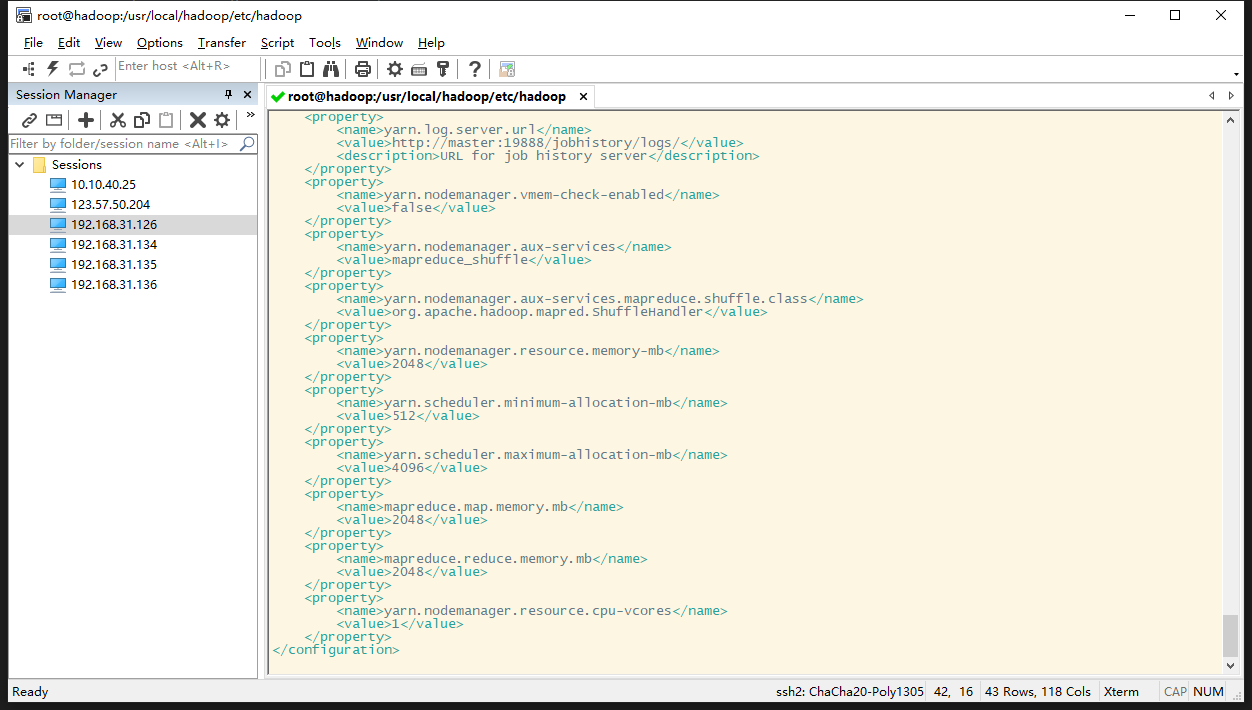 root@hadoop:/usr/local/hadoop/etc/hadoop
File Edit View Options Transfer Script Tools Window Help
Enter host <Alt+R>
Session Manager
root@hadoop:/usr/local/hadoop/etc/hadoop
Filter by folder/session name <Alt+I>
Sessions
10.10.40.25
123.57.50.204
192.168.31.126
192.168.31.134
192.168.31.135
192.168.31.136
    <property>
        <name>yarn.log.server.url</name>
        <value>http://master:19888/jobhistory/logs/</value>
        <description>URL for job history server</description>
    </property>
    <property>
        <name>yarn.nodemanager.vmem-check-enabled</name>
        <value>false</value>
    </property>
    <property>
        <name>yarn.nodemanager.aux-services</name>
        <value>mapreduce_shuffle</value>
    </property>
    <property>
        <name>yarn.nodemanager.aux-services.mapreduce.shuffle.class</name>
        <value>org.apache.hadoop.mapred.ShuffleHandler</value>
    </property>
    <property>
        <name>yarn.nodemanager.resource.memory-mb</name>
        <value>2048</value>
    </property>
    <property>
        <name>yarn.scheduler.minimum-allocation-mb</name>
        <value>512</value>
    </property>
    <property>
        <name>yarn.scheduler.maximum-allocation-mb</name>
        <value>4096</value>
    </property>
    <property>
        <name>mapreduce.map.memory.mb</name>
        <value>2048</value>
    </property>
    <property>
        <name>mapreduce.reduce.memory.mb</name>
        <value>2048</value>
    </property>
    <property>
        <name>yarn.nodemanager.resource.cpu-vcores</name>
        <value>1</value>
    </property>
</configuration>
Ready ssh2: ChaCha20-Poly1305 42, 16 43 Rows, 118 Cols Xterm CAP NUM